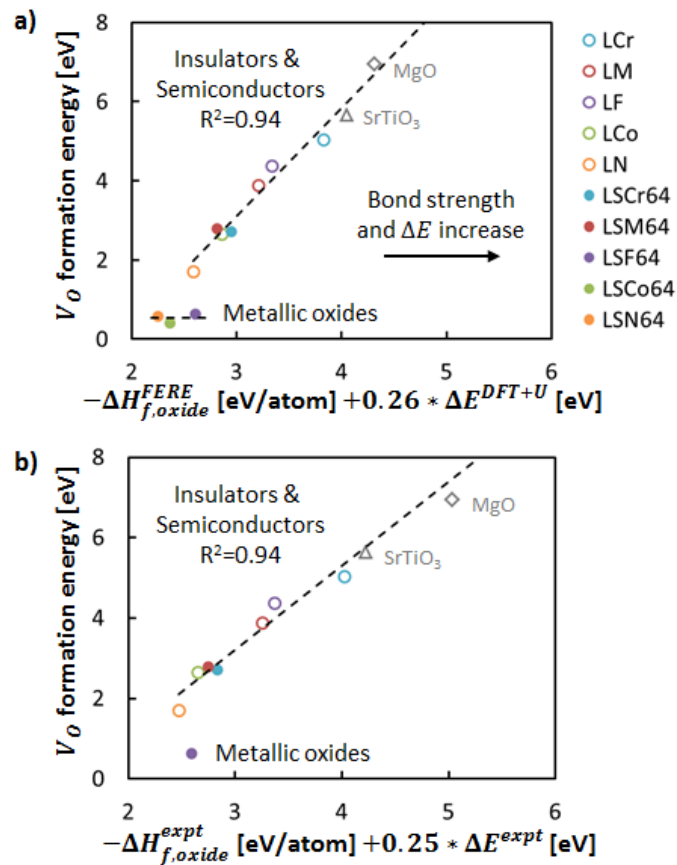 a)
8
6
4
2
0
V_O formation energy [eV]
Insulators &
Semiconductors
R²=0.94
MgO
SrTiO₃
Bond strength
and ΔE increase
Metallic oxides
2 3 4 5 6
−ΔH^{FERE}_{f,oxide} [eV/atom] +0.26 * ΔE^{DFT+U} [eV]
LCr
LM
LF
LCo
LN
LSCr64
LSM64
LSF64
LSCo64
LSN64
b)
8
6
4
2
0
V_O formation energy [eV]
Insulators &
Semiconductors
R²=0.94
MgO
SrTiO₃
Metallic oxides
2 3 4 5 6
−ΔH^{expt}_{f,oxide} [eV/atom] +0.25 * ΔE^{expt} [eV]